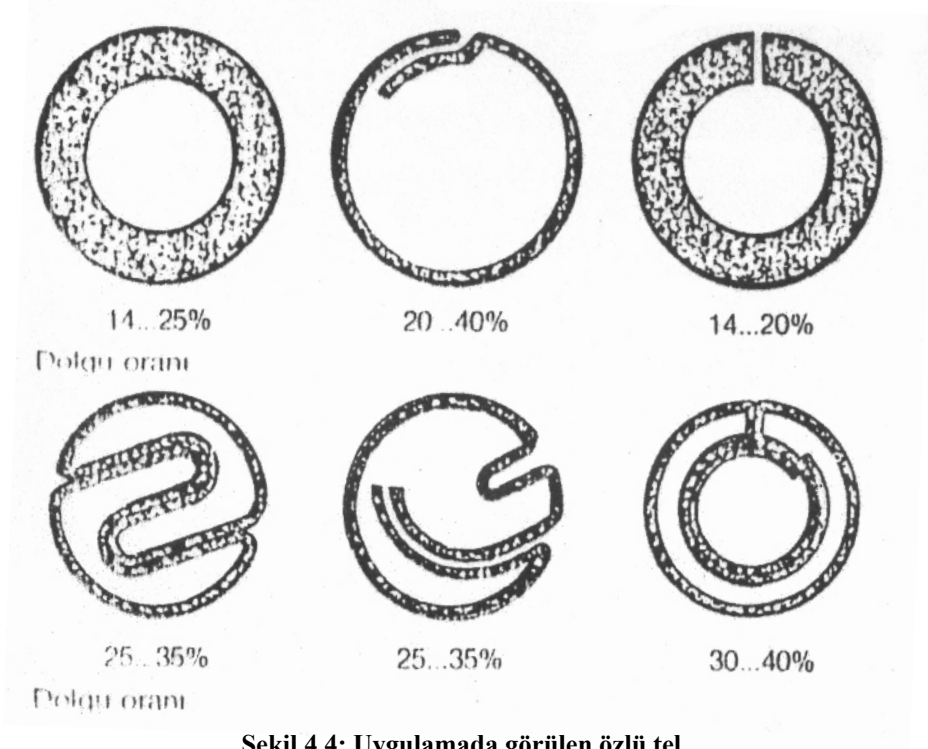 14...25% 20...40% 14...20%
Dolgu oranı
25...35% 25...35% 30...40%
Dolgu oranı
Şekil 4.4: Uygulamada görülen özlü tel